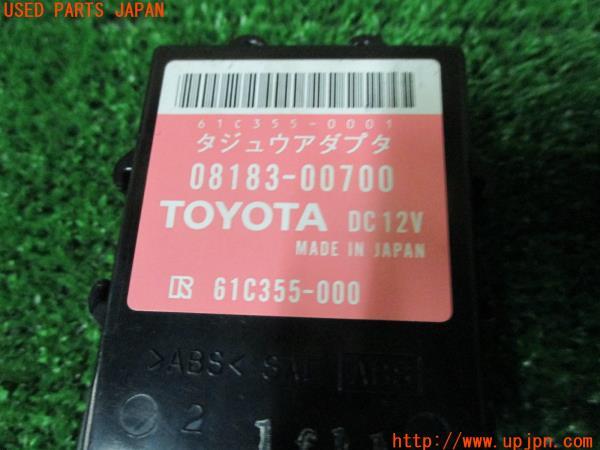 USED PARTS JAPAN
61C355-0001
タジュウアダプタ
08183-00700
TOYOTA DC12V
MADE IN JAPAN
61C355-000
>ABS<
2
http://www.upjpn.com/